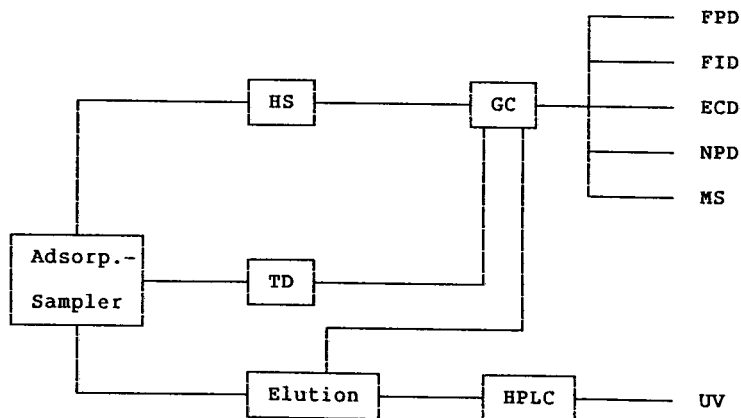 FPD
FID
HS
GC
ECD
NPD
MS
Adsorp.-
Sampler
TD
Elution
HPLC
UV